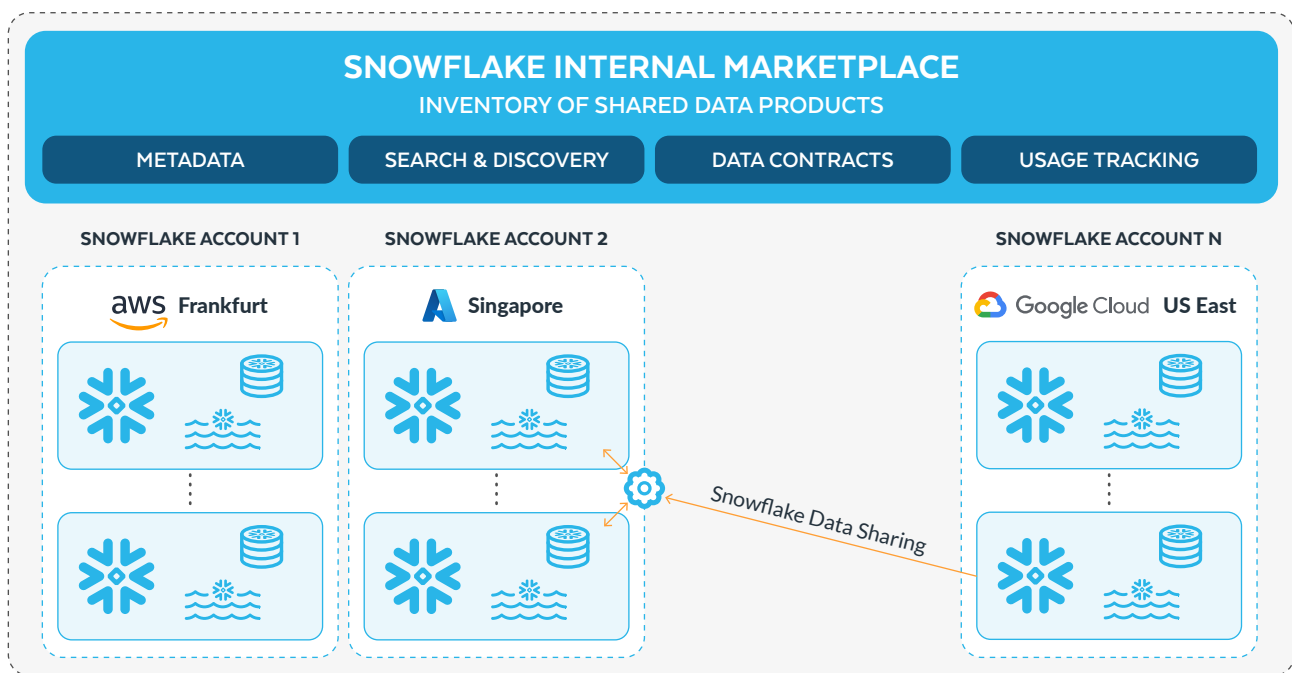 SNOWFLAKE INTERNAL MARKETPLACE
INVENTORY OF SHARED DATA PRODUCTS
METADATA
SEARCH & DISCOVERY
DATA CONTRACTS
USAGE TRACKING
SNOWFLAKE ACCOUNT 1
SNOWFLAKE ACCOUNT 2
SNOWFLAKE ACCOUNT N
aws Frankfurt
Singapore
Google Cloud US East
Snowflake Data Sharing